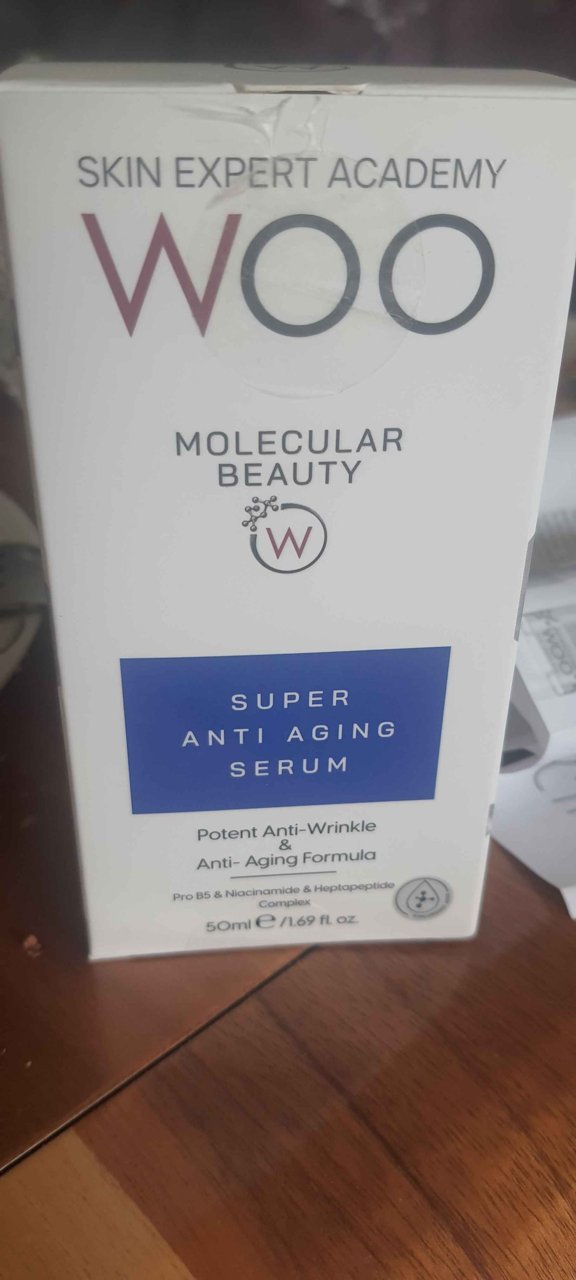 SKIN EXPERT ACADEMY
WOO
MOLECULAR
BEAUTY
W
SUPER
ANTI AGING
SERUM
Potent Anti-Wrinkle
&
Anti- Aging Formula
Pro B5 & Niacinamide & Heptapeptide
Complex
50ml e /1.69 fl. oz.
WOO